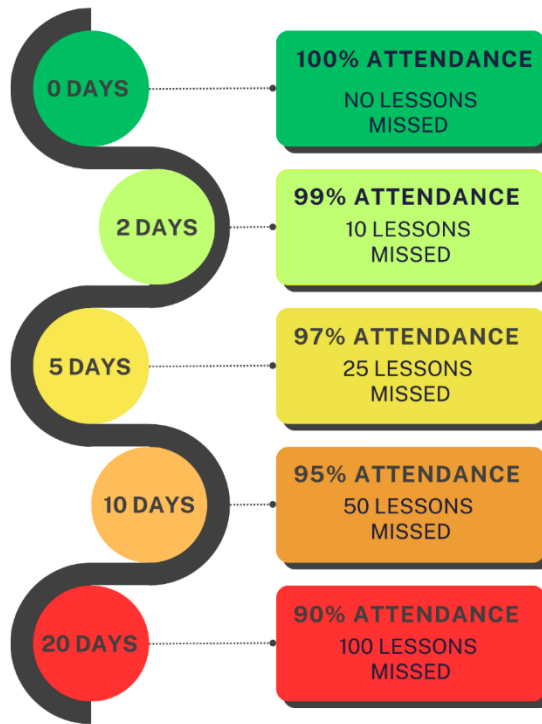 0 DAYS
100% ATTENDANCE
NO LESSONS
MISSED
2 DAYS
99% ATTENDANCE
10 LESSONS
MISSED
5 DAYS
97% ATTENDANCE
25 LESSONS
MISSED
10 DAYS
95% ATTENDANCE
50 LESSONS
MISSED
20 DAYS
90% ATTENDANCE
100 LESSONS
MISSED